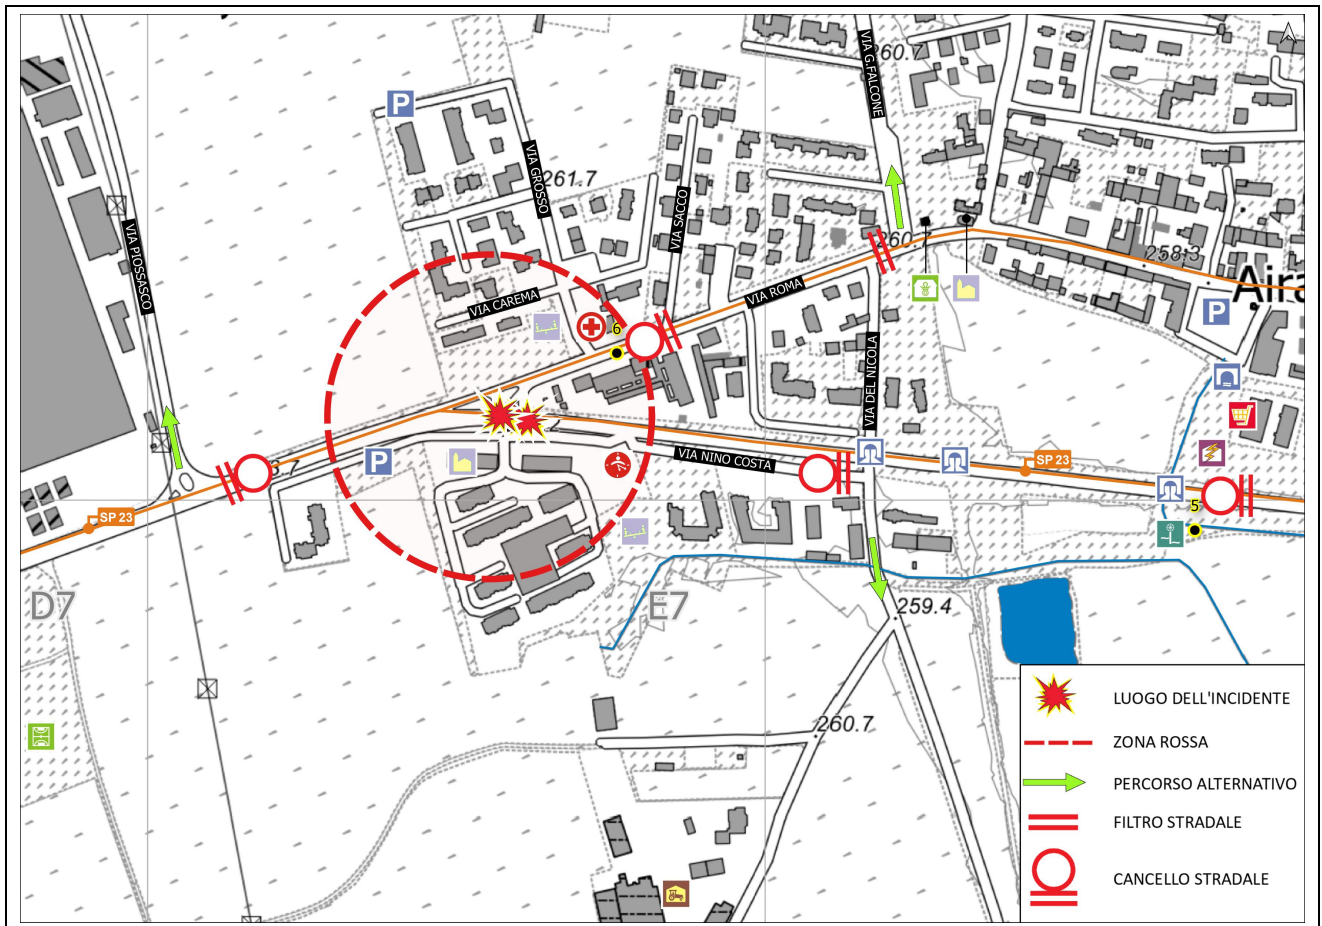 VIA G.FALCONE
260.7
P
VIA GROSSO
261.7
VIA SACCO
VIA PIOSSASCO
260.7
258.3
Aira
VIA CAREMA
VIA ROMA
P
6
VIA DEL NICOLA
P
VIA NINO COSTA
SP 23
SP 23
5
D7
E7
259.4
260.7
LUOGO DELL'INCIDENTE
ZONA ROSSA
PERCORSO ALTERNATIVO
FILTRO STRADALE
CANCELLO STRADALE